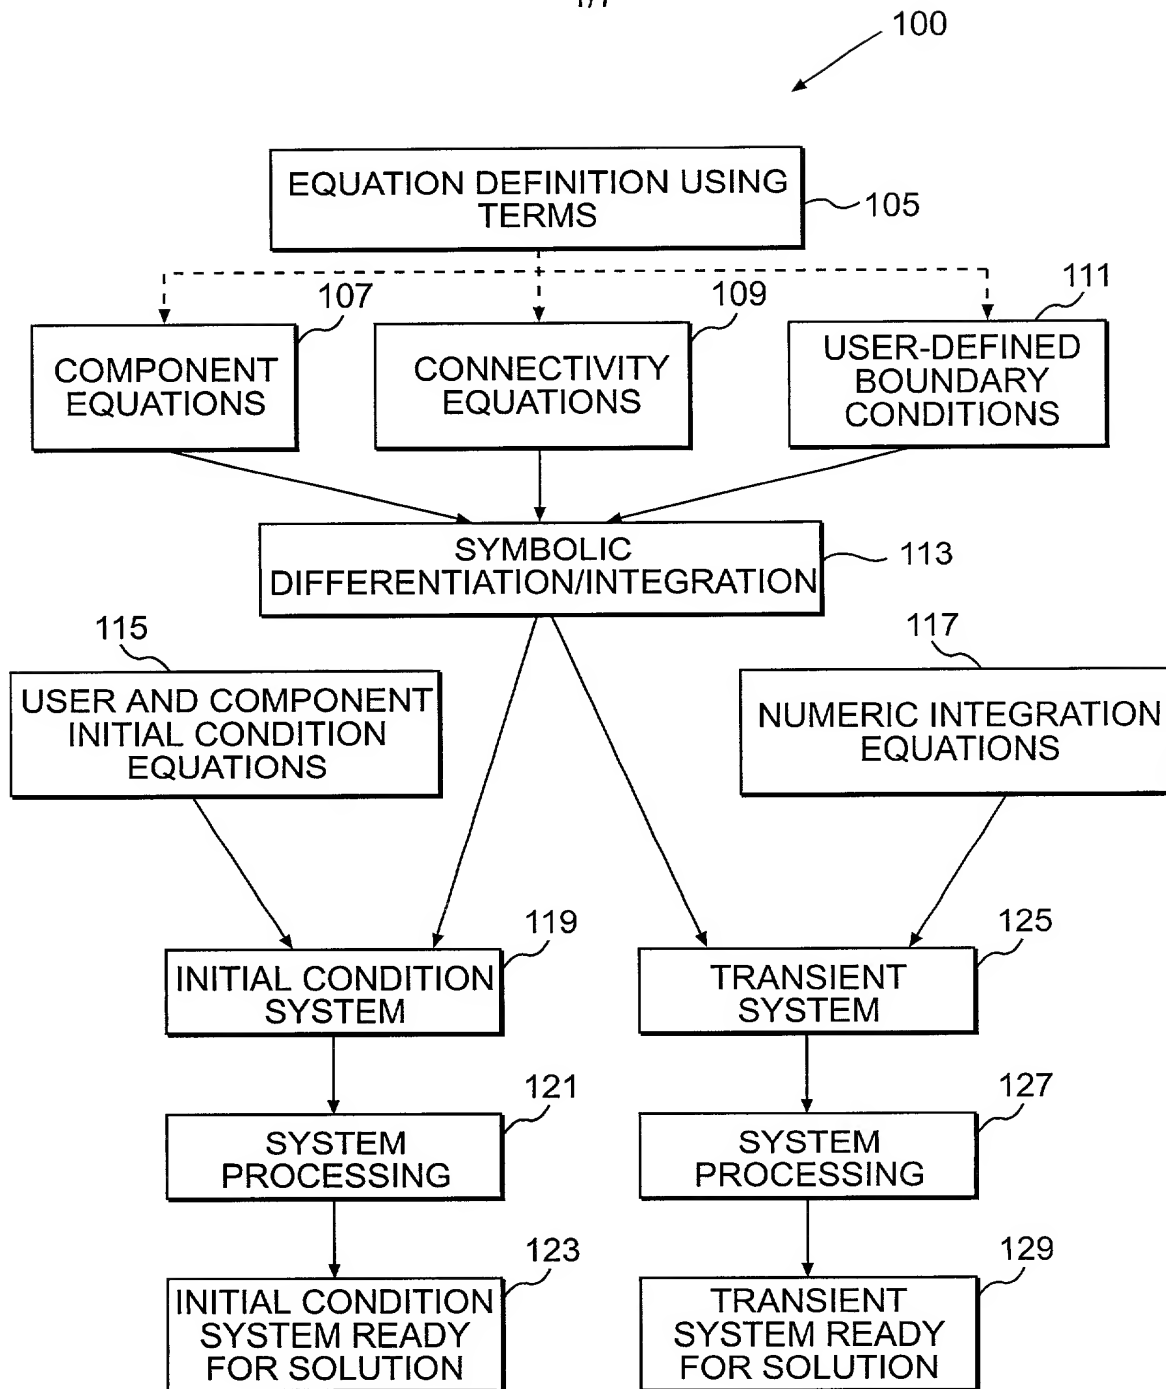 100
EQUATION DEFINITION USING
TERMS
105
107
109
111
COMPONENT
EQUATIONS
CONNECTIVITY
EQUATIONS
USER-DEFINED
BOUNDARY
CONDITIONS
SYMBOLIC
DIFFERENTIATION/INTEGRATION
113
115
117
USER AND COMPONENT
INITIAL CONDITION
EQUATIONS
NUMERIC INTEGRATION
EQUATIONS
119
125
INITIAL CONDITION
SYSTEM
TRANSIENT
SYSTEM
121
127
SYSTEM
PROCESSING
SYSTEM
PROCESSING
123
129
INITIAL CONDITION
SYSTEM READY
FOR SOLUTION
TRANSIENT
SYSTEM READY
FOR SOLUTION